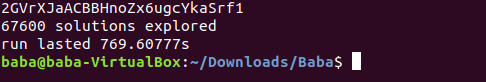 2GVrXJaACBBHnoZx6ugcYkaSrf1
67600 solutions explored
run lasted 769.60777s
baba@baba-VirtualBox:~/Downloads/Baba$